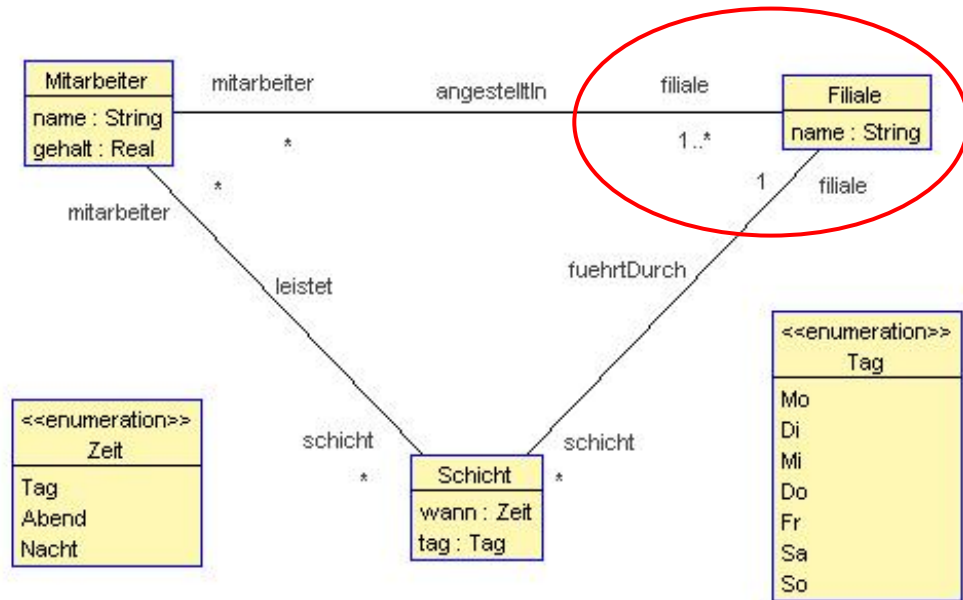 Mitarbeiter
name : String
gehalt : Real
mitarbeiter
*
angestelltIn
filiale
1..*
Filiale
name : String
*
mitarbeiter
1
filiale
leistet
fuehrtDurch
<<enumeration>>
Zeit
Tag
Abend
Nacht
schicht
*
Schicht
wann : Zeit
tag : Tag
schicht
*
<<enumeration>>
Tag
Mo
Di
Mi
Do
Fr
Sa
So